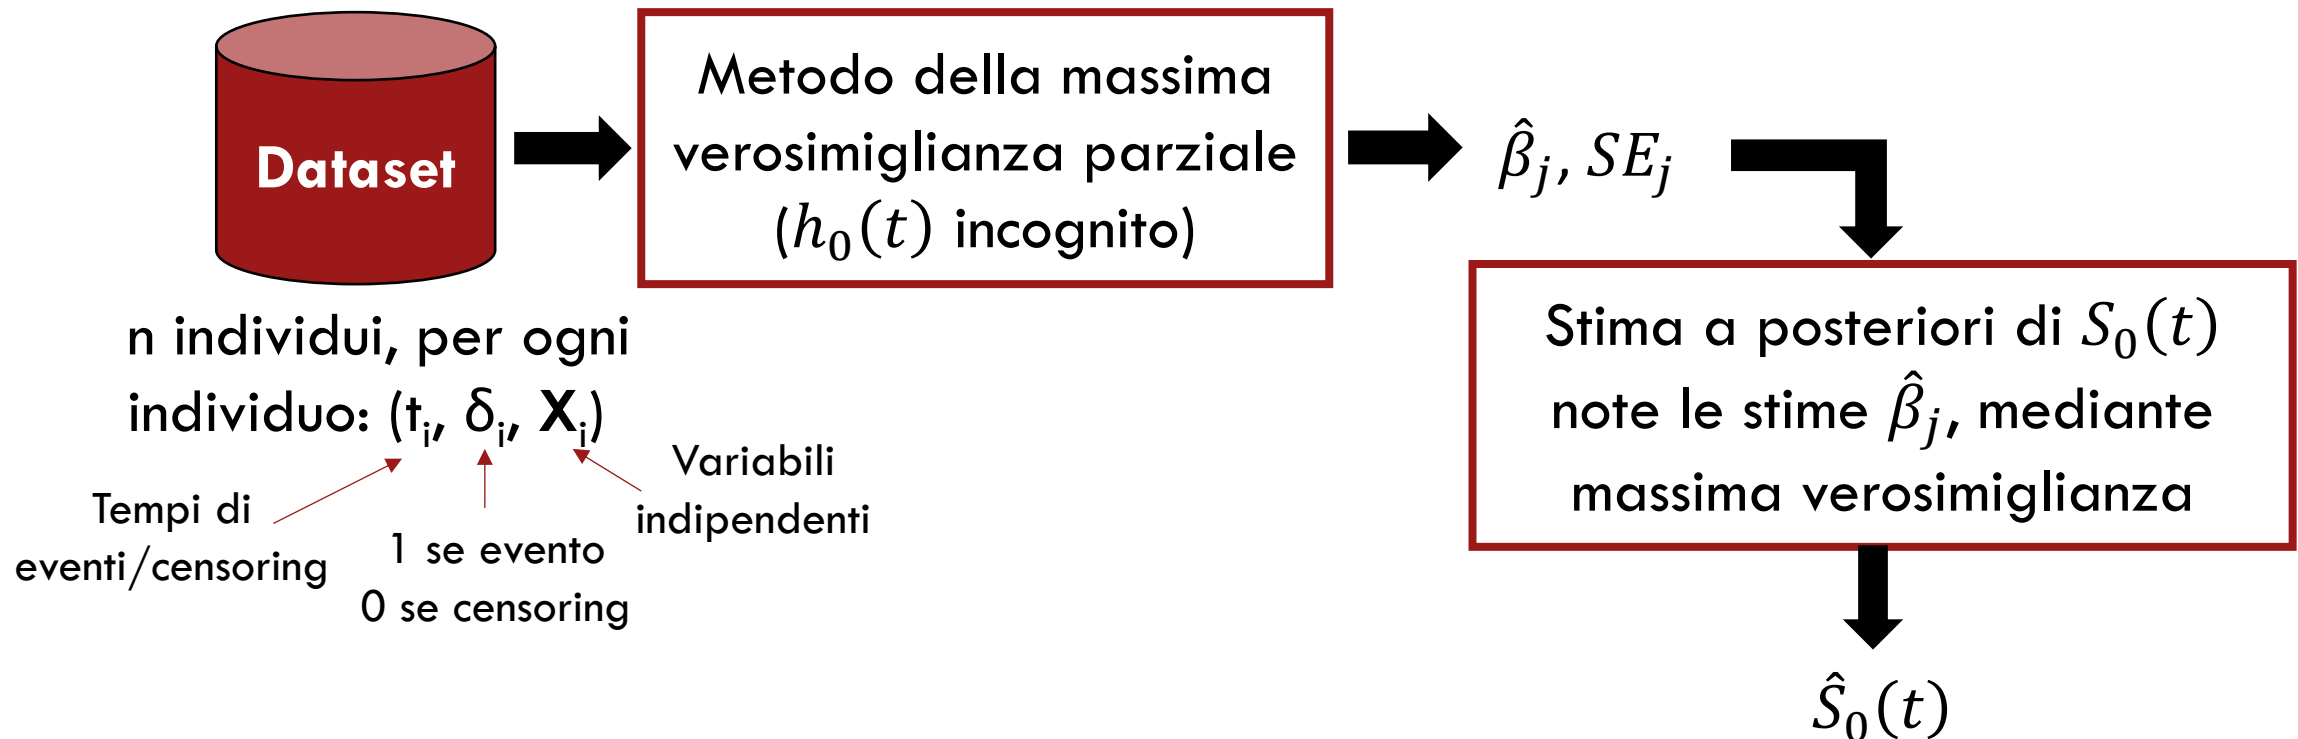 Dataset
n individui, per ogni
individuo: (tᵢ, δᵢ, Xᵢ)
Tempi di
eventi/censoring
1 se evento
0 se censoring
Variabili
indipendenti
Metodo della massima
verosimiglianza parziale
(h₀(t) incognito)
β̂ⱼ, SEⱼ
Stima a posteriori di S₀(t)
note le stime β̂ⱼ, mediante
massima verosimiglianza
Ŝ₀(t)